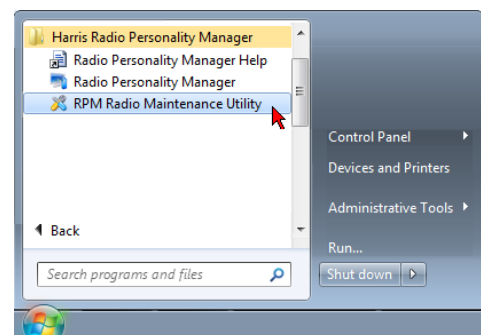 Harris Radio Personality Manager
Radio Personality Manager Help
Radio Personality Manager
RPM Radio Maintenance Utility
Back
Search programs and files
Control Panel
Devices and Printers
Administrative Tools
Run...
Shut down